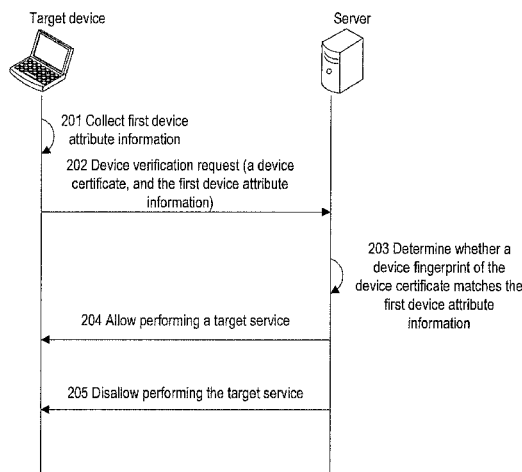 Target device
Server
201 Collect first device
attribute information
202 Device verification request (a device
certificate, and the first device attribute
information)
203 Determine whether a
device fingerprint of the
device certificate matches the
first device attribute
information
204 Allow performing a target service
205 Disallow performing the target service